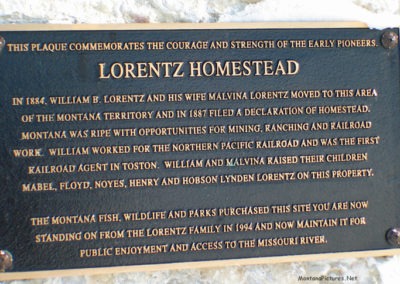 THIS PLAQUE COMMEMORATES THE COURAGE AND STRENGTH OF THE EARLY PIONEERS.
LORENTZ HOMESTEAD
IN 1884, WILLIAM B. LORENTZ AND HIS WIFE MALVINA LORENTZ MOVED TO THIS AREA
OF THE MONTANA TERRITORY AND IN 1887 FILED A DECLARATION OF HOMESTEAD.
MONTANA WAS RIPE WITH OPPORTUNITIES FOR MINING, RANCHING AND RAILROAD
WORK. WILLIAM WORKED FOR THE NORTHERN PACIFIC RAILROAD AND WAS THE FIRST
RAILROAD AGENT IN TOSTON. WILLIAM AND MALVINA RAISED THEIR CHILDREN
MABEL, FLOYD, NOYES, HENRY AND HOBSON LYNDEN LORENTZ ON THIS PROPERTY.
THE MONTANA FISH, WILDLIFE AND PARKS PURCHASED THIS SITE YOU ARE NOW
STANDING ON FROM THE LORENTZ FAMILY IN 1994 AND NOW MAINTAIN IT FOR
PUBLIC ENJOYMENT AND ACCESS TO THE MISSOURI RIVER.
MontanaPictures.Net